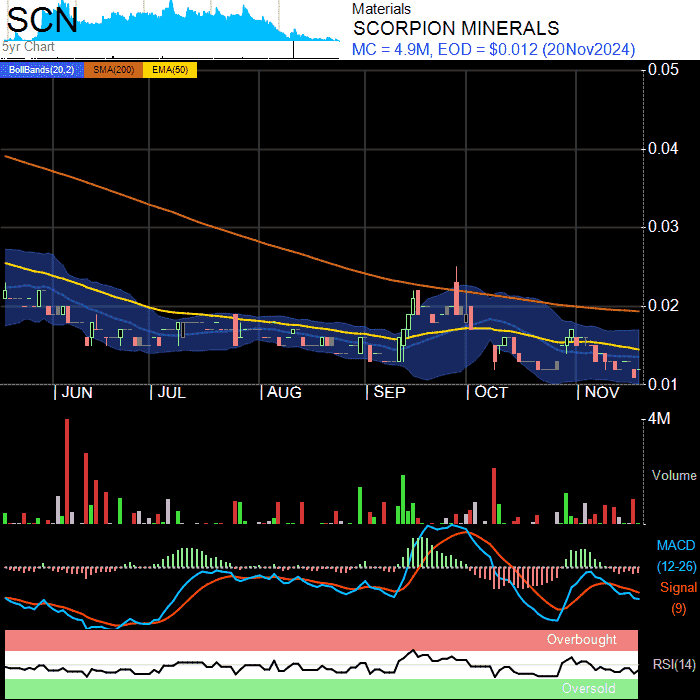 SCN
5yr Chart
Materials
SCORPION MINERALS
MC = 4.9M, EOD = $0.012 (20Nov2024)
BollBands(20,2) SMA(200) EMA(50)
0.05
0.04
0.03
0.02
0.01
JUN JUL AUG SEP OCT NOV
4M
Volume
MACD
(12-26)
Signal
(9)
Overbought
RSI(14)
Oversold